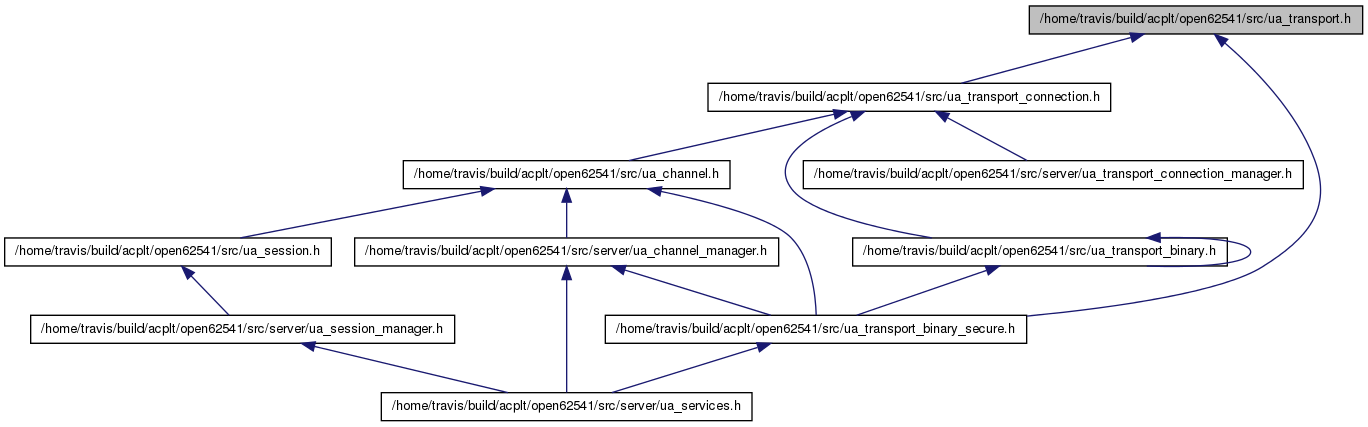 /home/travis/build/acplt/open62541/src/ua_transport.h
/home/travis/build/acplt/open62541/src/ua_transport_connection.h
/home/travis/build/acplt/open62541/src/ua_channel.h
/home/travis/build/acplt/open62541/src/server/ua_transport_connection_manager.h
/home/travis/build/acplt/open62541/src/ua_session.h
/home/travis/build/acplt/open62541/src/server/ua_channel_manager.h
/home/travis/build/acplt/open62541/src/ua_transport_binary.h
/home/travis/build/acplt/open62541/src/server/ua_session_manager.h
/home/travis/build/acplt/open62541/src/ua_transport_binary_secure.h
/home/travis/build/acplt/open62541/src/server/ua_services.h